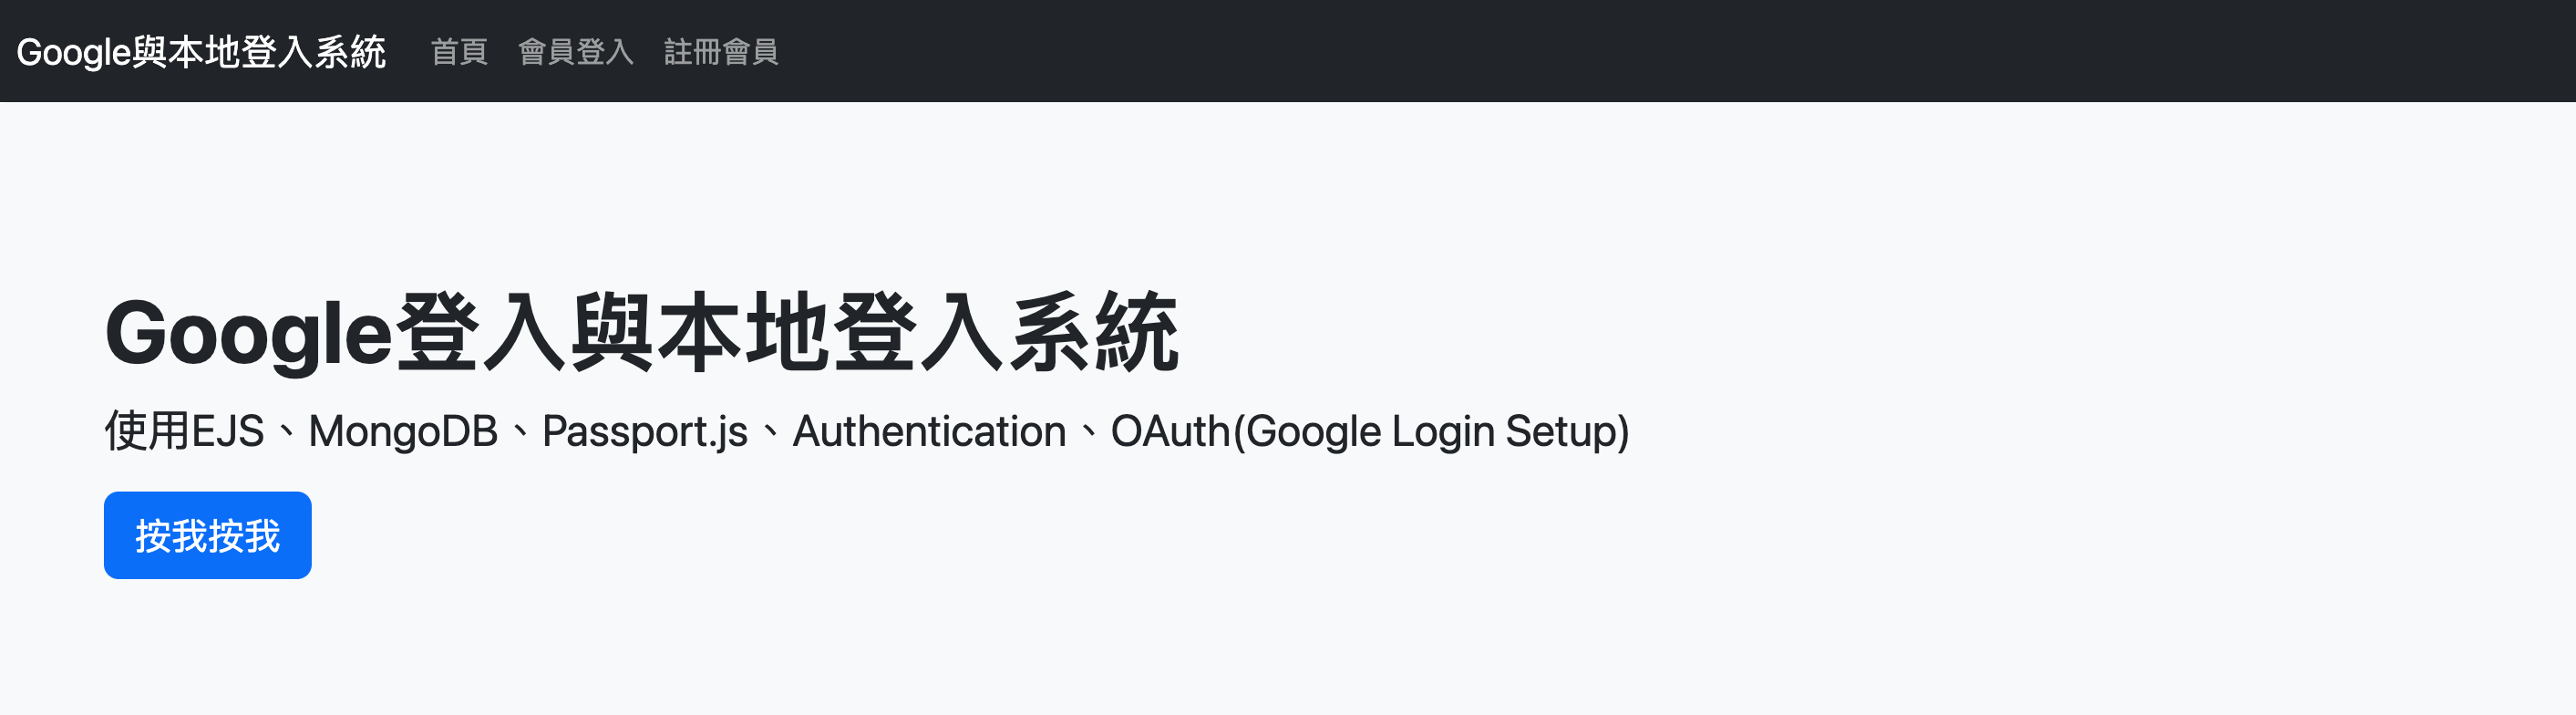 Google與本地登入系統 首頁 會員登入 註冊會員
Google登入與本地登入系統
使用EJS、MongoDB、Passport.js、Authentication、OAuth(Google Login Setup)
按我按我